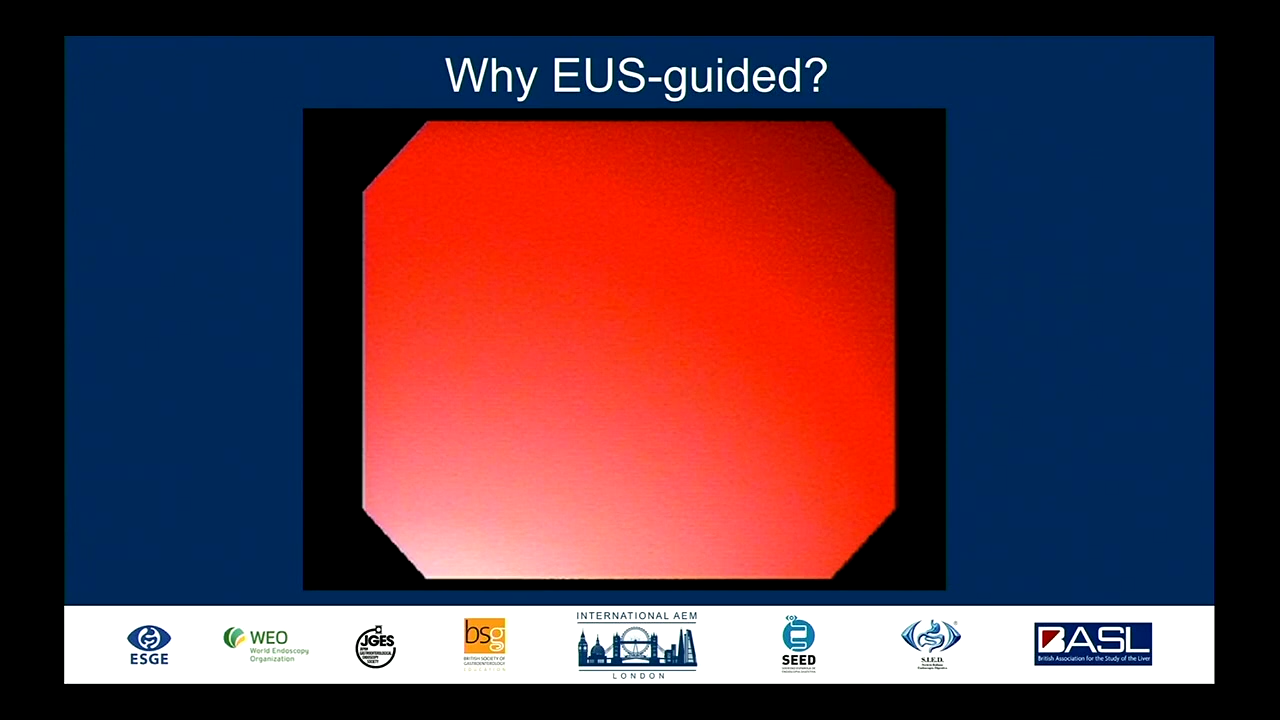 Why EUS-guided?
ESGE
WEO
World Endoscopy
Organization
JGES
bsg
BRITISH SOCIETY OF
GASTROENTEROLOGY
INTERNATIONAL AEM
LONDON
SEED
S.I.E.D.
BASL
British Association for the Study of the Liver